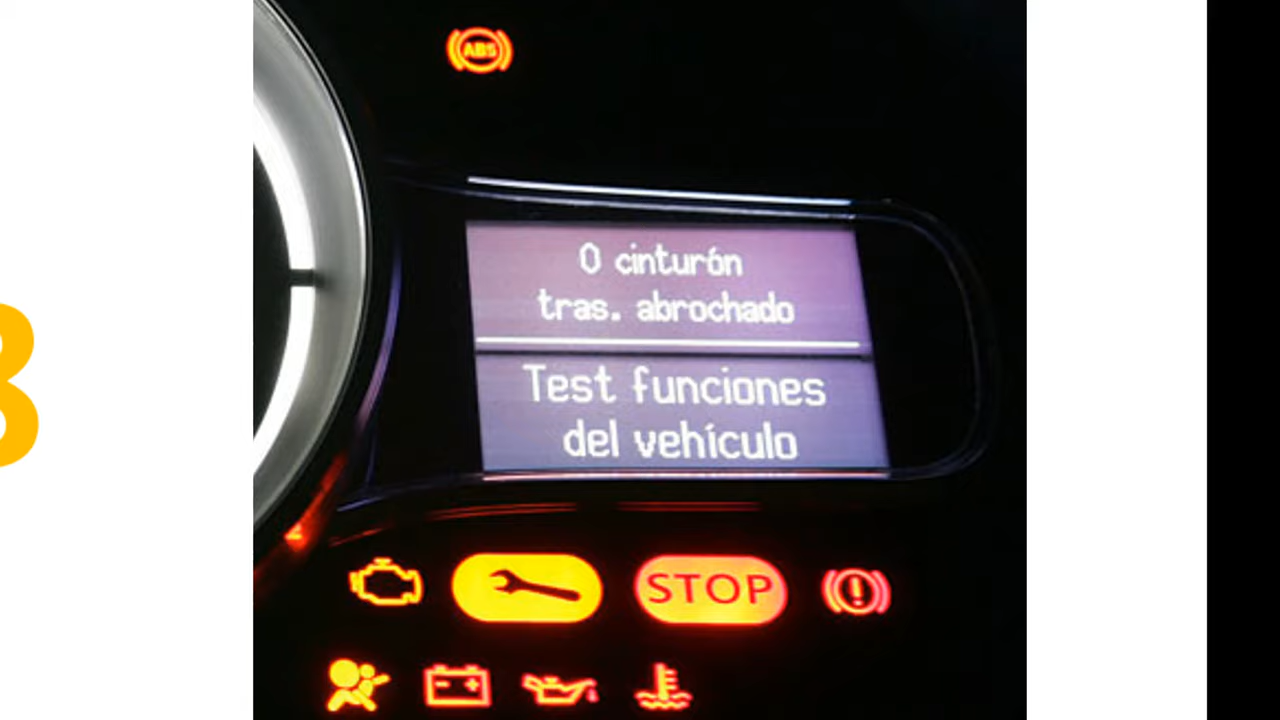 ABS
0 cinturón
tras. abrochado
Test funciones
del vehículo
STOP